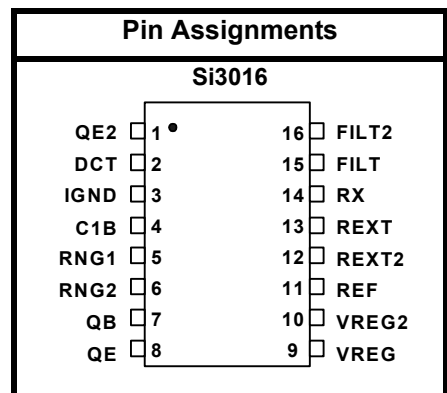 Pin Assignments
Si3016
QE2 1 16 FILT2
DCT 2 15 FILT
IGND 3 14 RX
C1B 4 13 REXT
RNG1 5 12 REXT2
RNG2 6 11 REF
QB 7 10 VREG2
QE 8 9 VREG